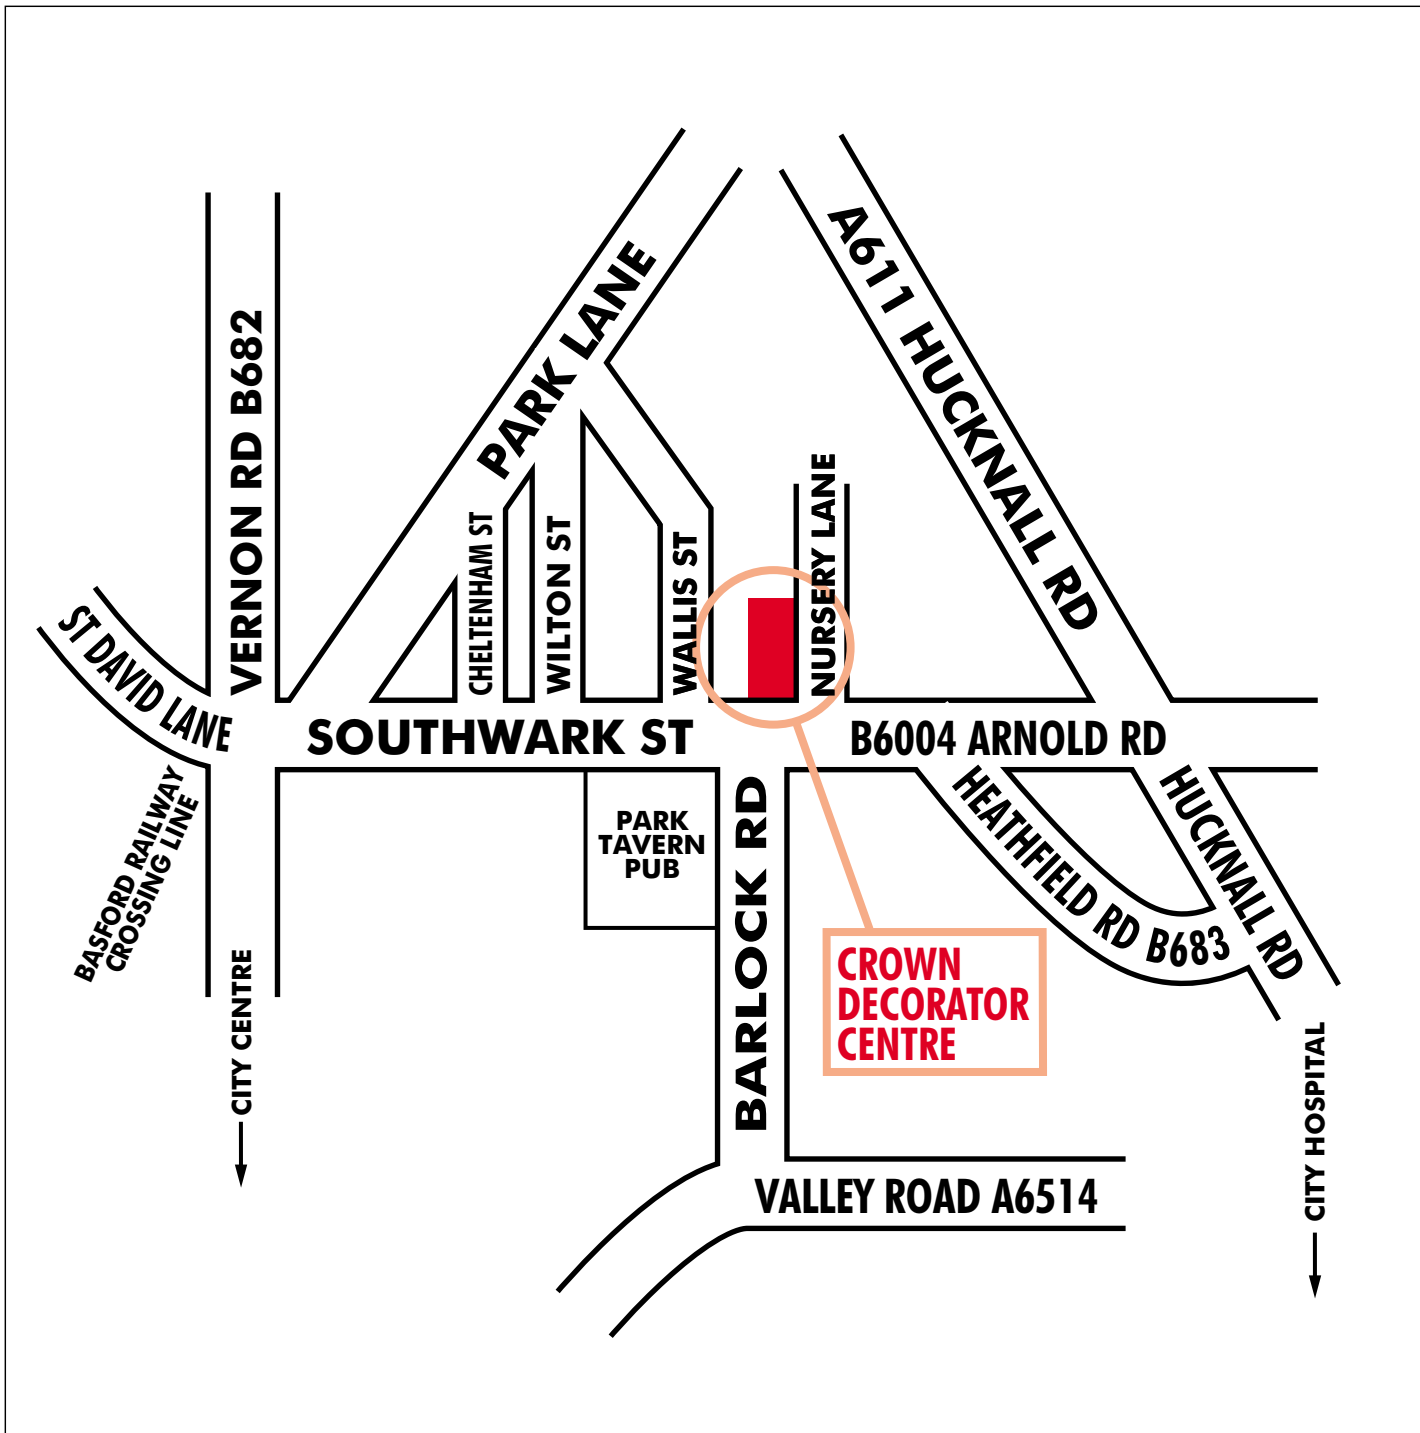 A611 HUCKNALL RD
PARK LANE
VERNON RD B682
NURSERY LANE
CHELTENHAM ST
WILTON ST
WALLIS ST
ST DAVID LANE
SOUTHWARK ST
B6004 ARNOLD RD
BASFORD RAILWAY
CROSSING LINE
PARK
TAVERN
PUB
BARLOCK RD
HEATHFIELD RD B683
HUCKNALL RD
CROWN
DECORATOR
CENTRE
CITY CENTRE
CITY HOSPITAL
VALLEY ROAD A6514